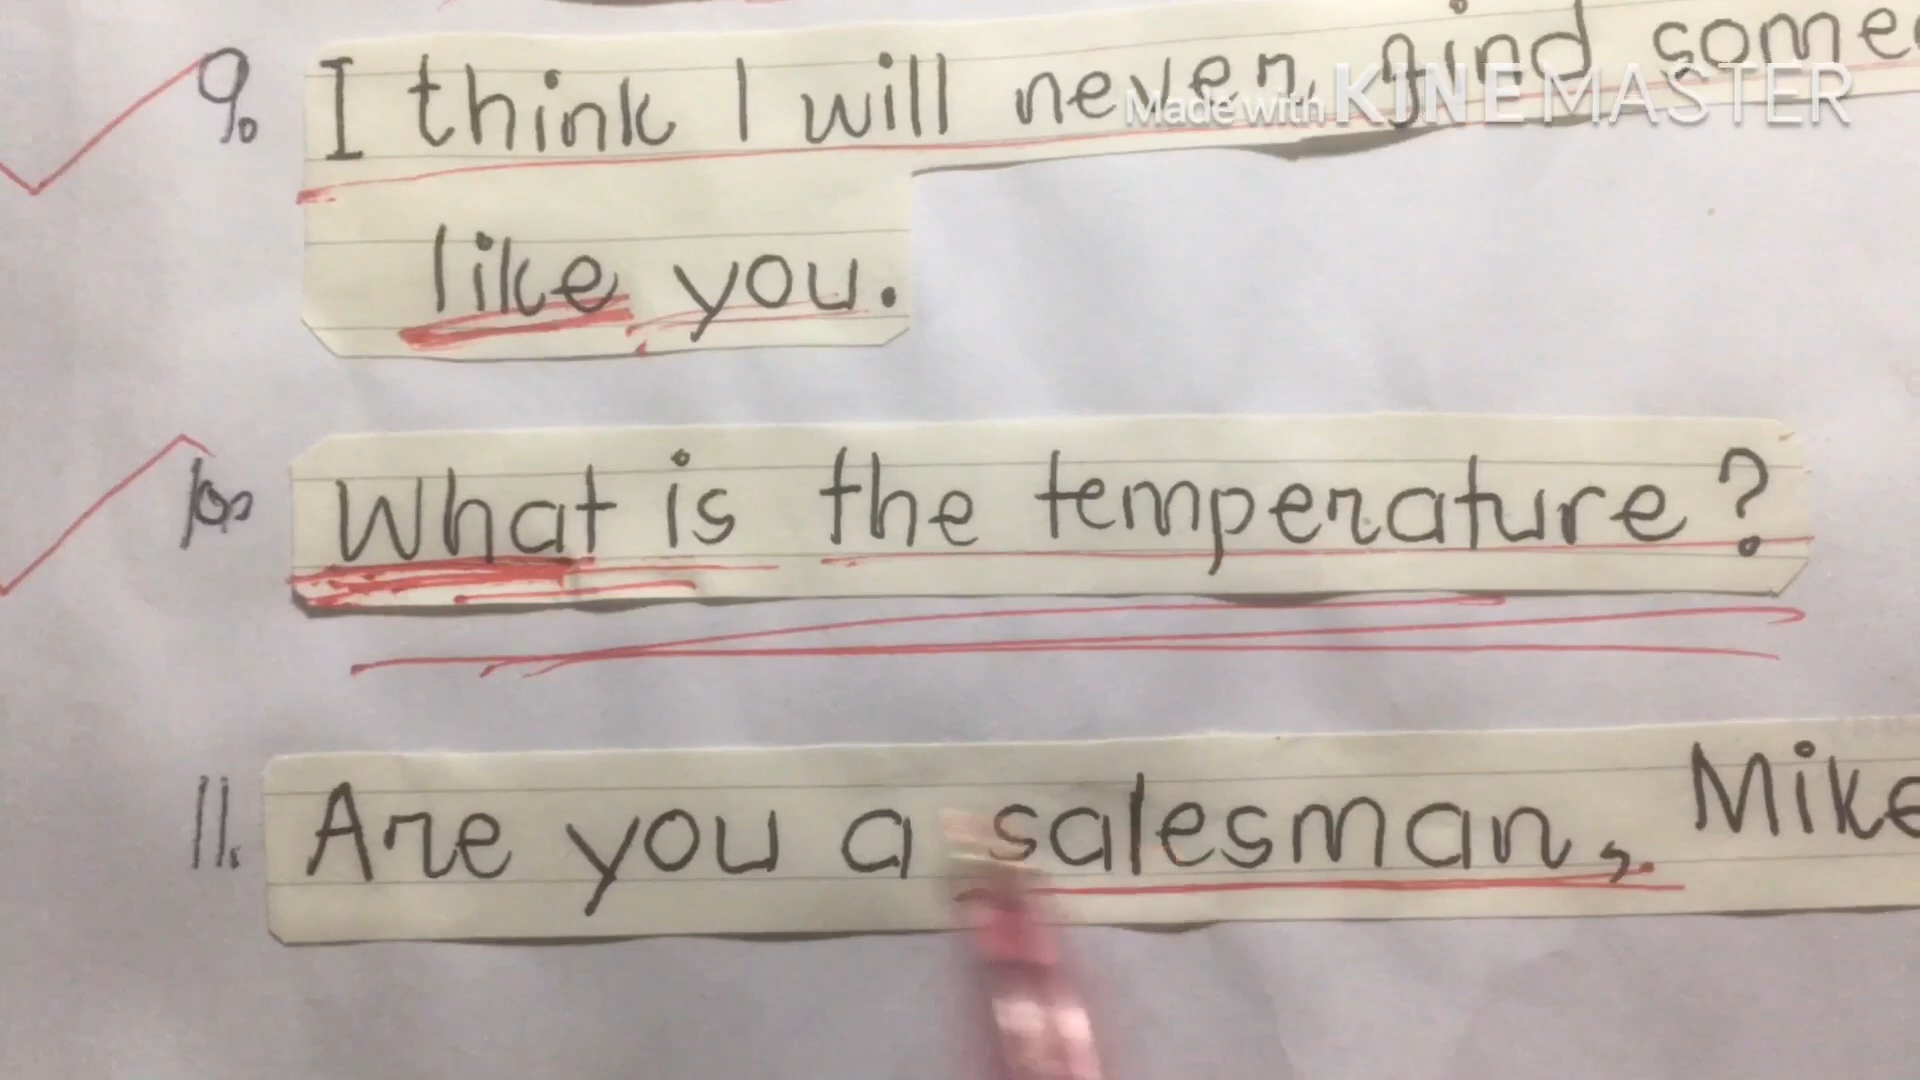 9. I think I will never find some
like you.
Made with KINEMASTER
10. What is the temperature?
11. Are you a salesman, Mike